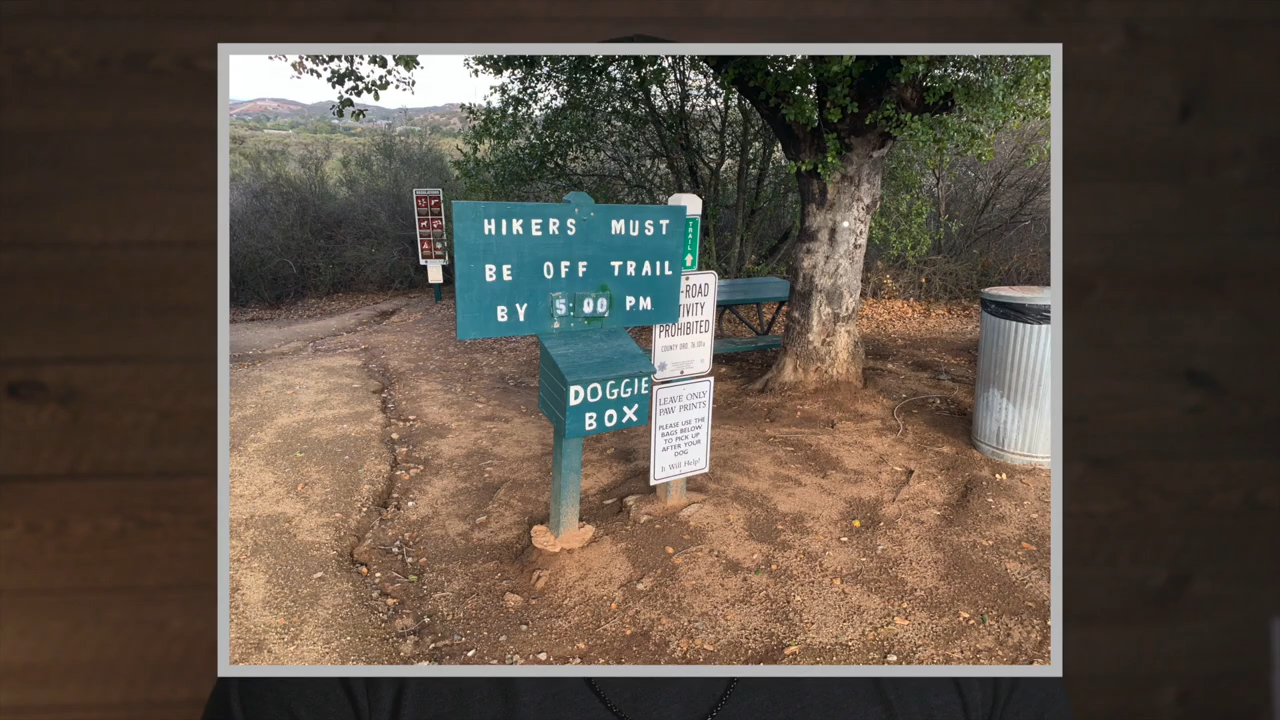 HIKERS MUST
BE OFF TRAIL
BY 5:00 P.M.
DOGGIE
BOX
TRAIL
-ROAD
TIVITY
PROHIBITED
LEAVE ONLY
PAW PRINTS
PLEASE USE THE
BAGS BELOW
TO PICK UP
AFTER YOUR
DOG
It Will Help!
REGULATIONS